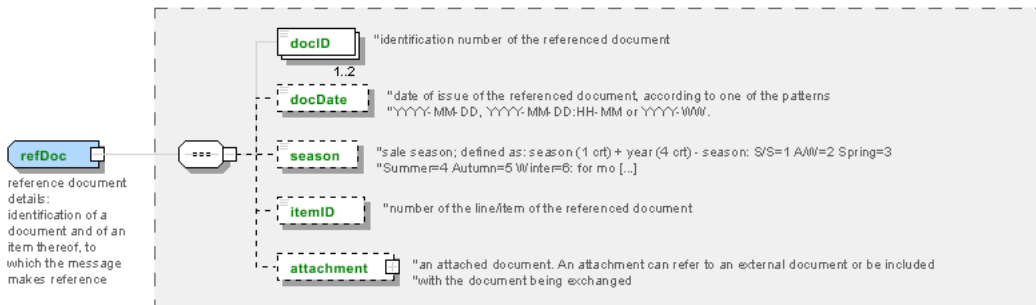 docID
"identification number of the referenced document
1..2
docDate
"date of issue of the referenced document, according to one of the patterns
"YYYY-MM-DD, YYYY-MM-DD:HH-MM or YYYY-WW.
refDoc
season
"sale season; defined as: season (1 crt) + year (4 crt) - season: S/S=1 A/W=2 Spring=3
"Summer=4 Autumn=5 Winter=6: for mo [...]
reference document
details:
identification of a
document and of an
item thereof, to
which the message
makes reference
itemID
"number of the line/item of the referenced document
attachment
"an attached document. An attachment can refer to an external document or be included
"with the document being exchanged